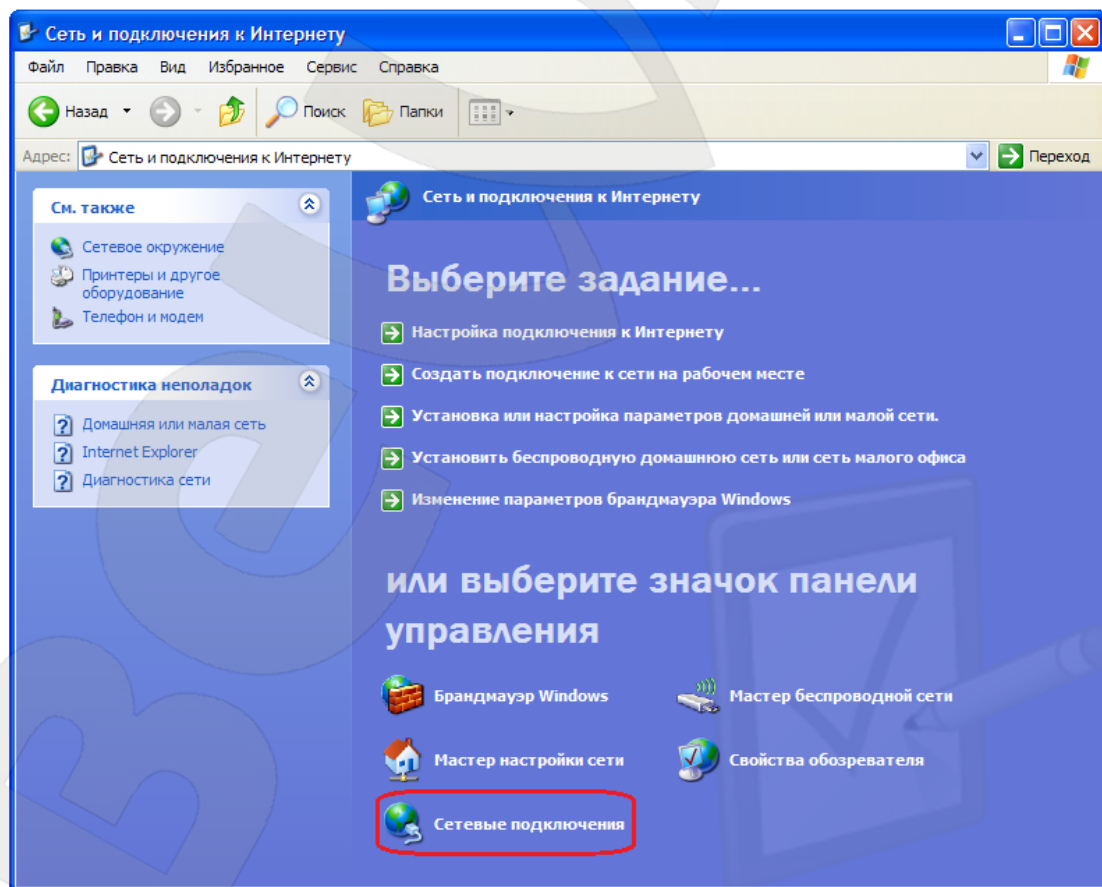 Сеть и подключения к Интернету
Файл Правка Вид Избранное Сервис Справка
Назад Поиск Папки
Адрес: Сеть и подключения к Интернету Переход
См. также
Сетевое окружение
Принтеры и другое
оборудование
Телефон и модем
Диагностика неполадок
Домашняя или малая сеть
Internet Explorer
Диагностика сети
Сеть и подключения к Интернету
Выберите задание...
Настройка подключения к Интернету
Создать подключение к сети на рабочем месте
Установка или настройка параметров домашней или малой сети.
Установить беспроводную домашнюю сеть или сеть малого офиса
Изменение параметров брандмауэра Windows
или выберите значок панели
управления
Брандмауэр Windows Мастер беспроводной сети
Мастер настройки сети Свойства обозревателя
Сетевые подключения